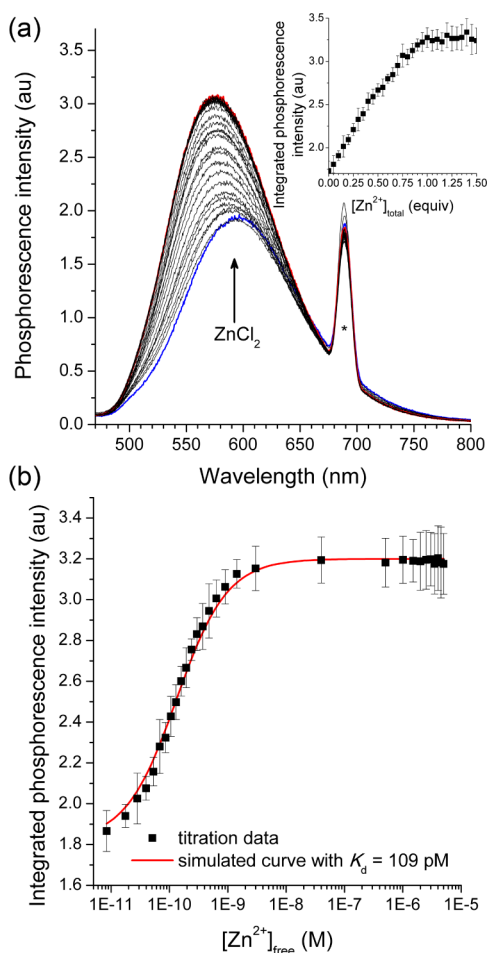 (a)
Phosphorescence intensity (au)
3.5
3.0
2.5
2.0
1.5
1.0
0.5
0.0
ZnCl₂
*
500 550 600 650 700 750 800
Wavelength (nm)
Integrated phosphorescence
intensity (au)
3.5
3.0
2.5
2.0
0.00 0.25 0.50 0.75 1.00 1.25 1.50
[Zn²⁺]total (equiv)
(b)
Integrated phosphorescence intensity (au)
3.4
3.2
3.0
2.8
2.6
2.4
2.2
2.0
1.8
1.6
titration data
simulated curve with Kd = 109 pM
1E-11 1E-10 1E-9 1E-8 1E-7 1E-6 1E-5
[Zn²⁺]free (M)